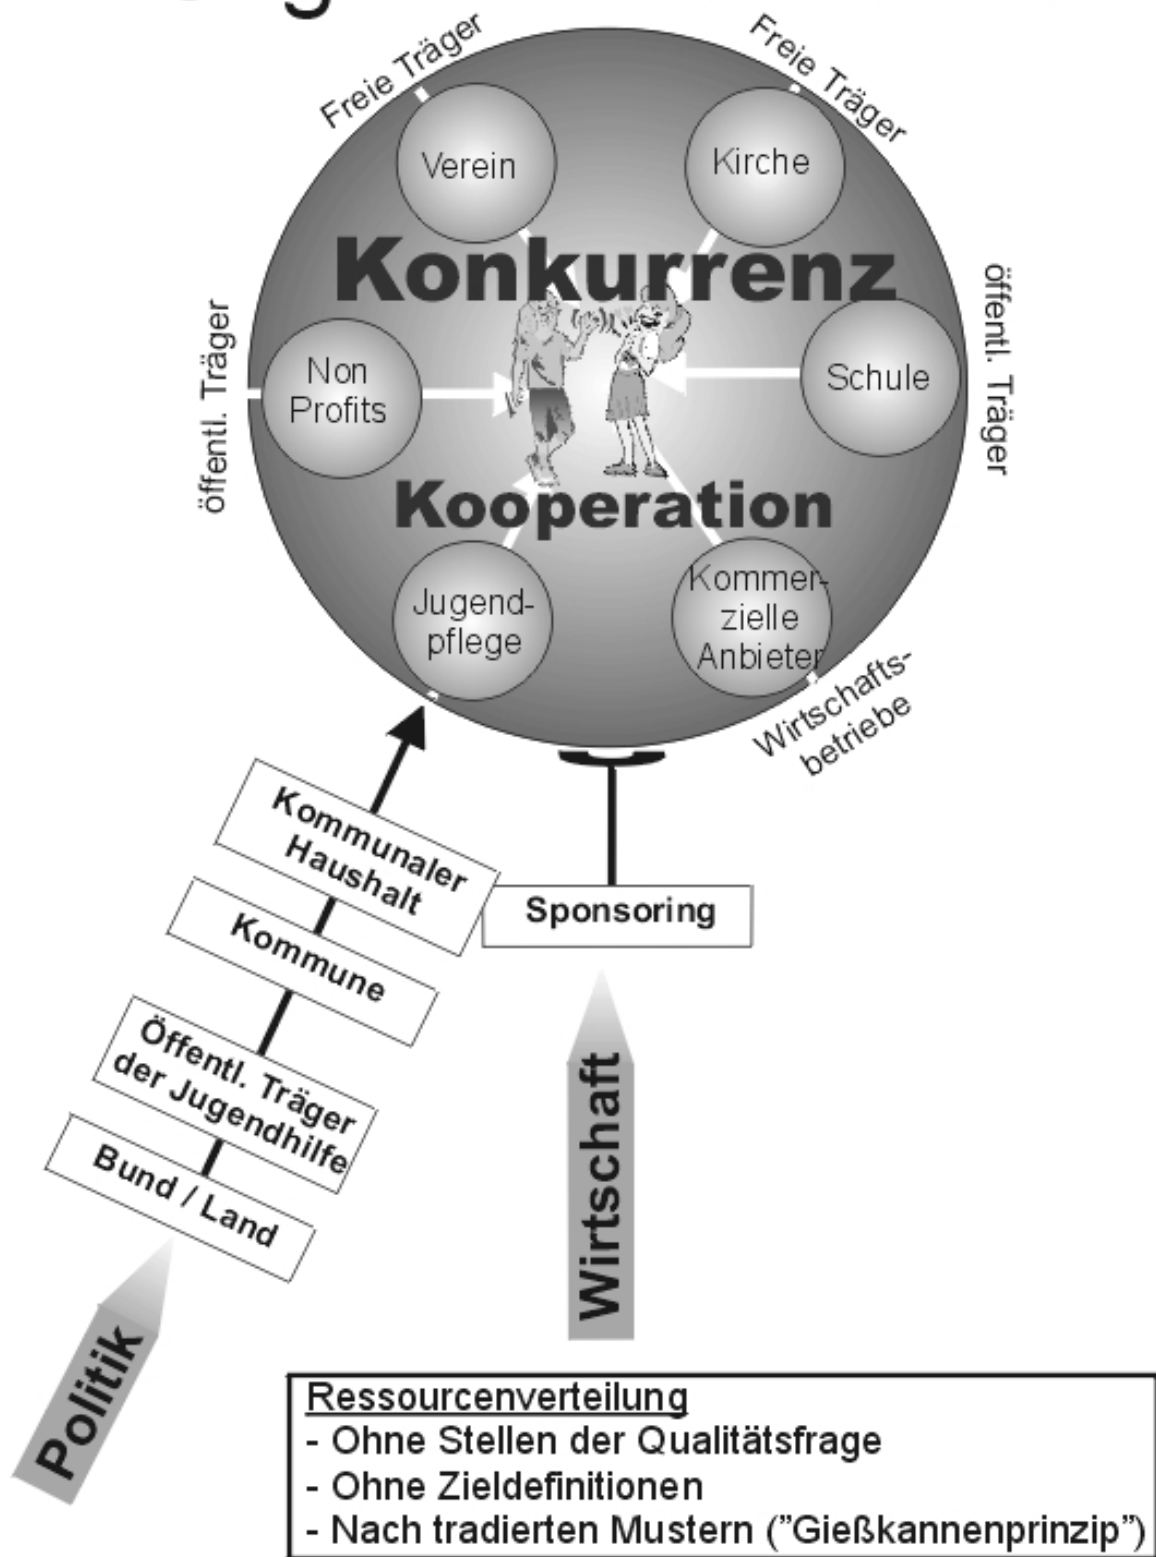 Freie Träger
Freie Träger
Verein
Kirche
Konkurrenz
öffentl. Träger
öffentl. Träger
Non
Profits
Schule
Kooperation
Jugend-
pflege
Kommer-
zielle
Anbieter
Wirtschafts-
betriebe
Kommunaler
Haushalt
Sponsoring
Kommune
Öffentl. Träger
der Jugendhilfe
Bund / Land
Wirtschaft
Politik
Ressourcenverteilung
- Ohne Stellen der Qualitätsfrage
- Ohne Zieldefinitionen
- Nach tradierten Mustern ("Gießkannenprinzip")